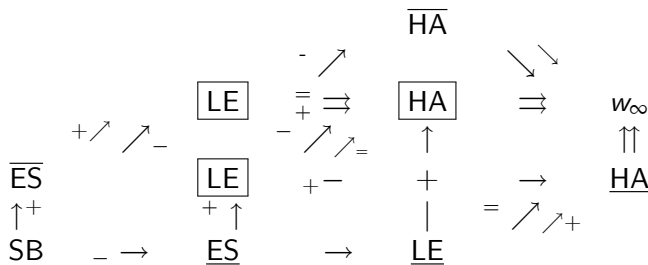 HA
- ↗ ↘ ↘
LE = ⇉ HA ⇉ w∞
+
+ ↗ ↗ − − ↗ ↗ = ↑ ⇈
ES LE + − + → HA
↑ + + ↑ | = ↗ ↗ +
SB − → ES → LE